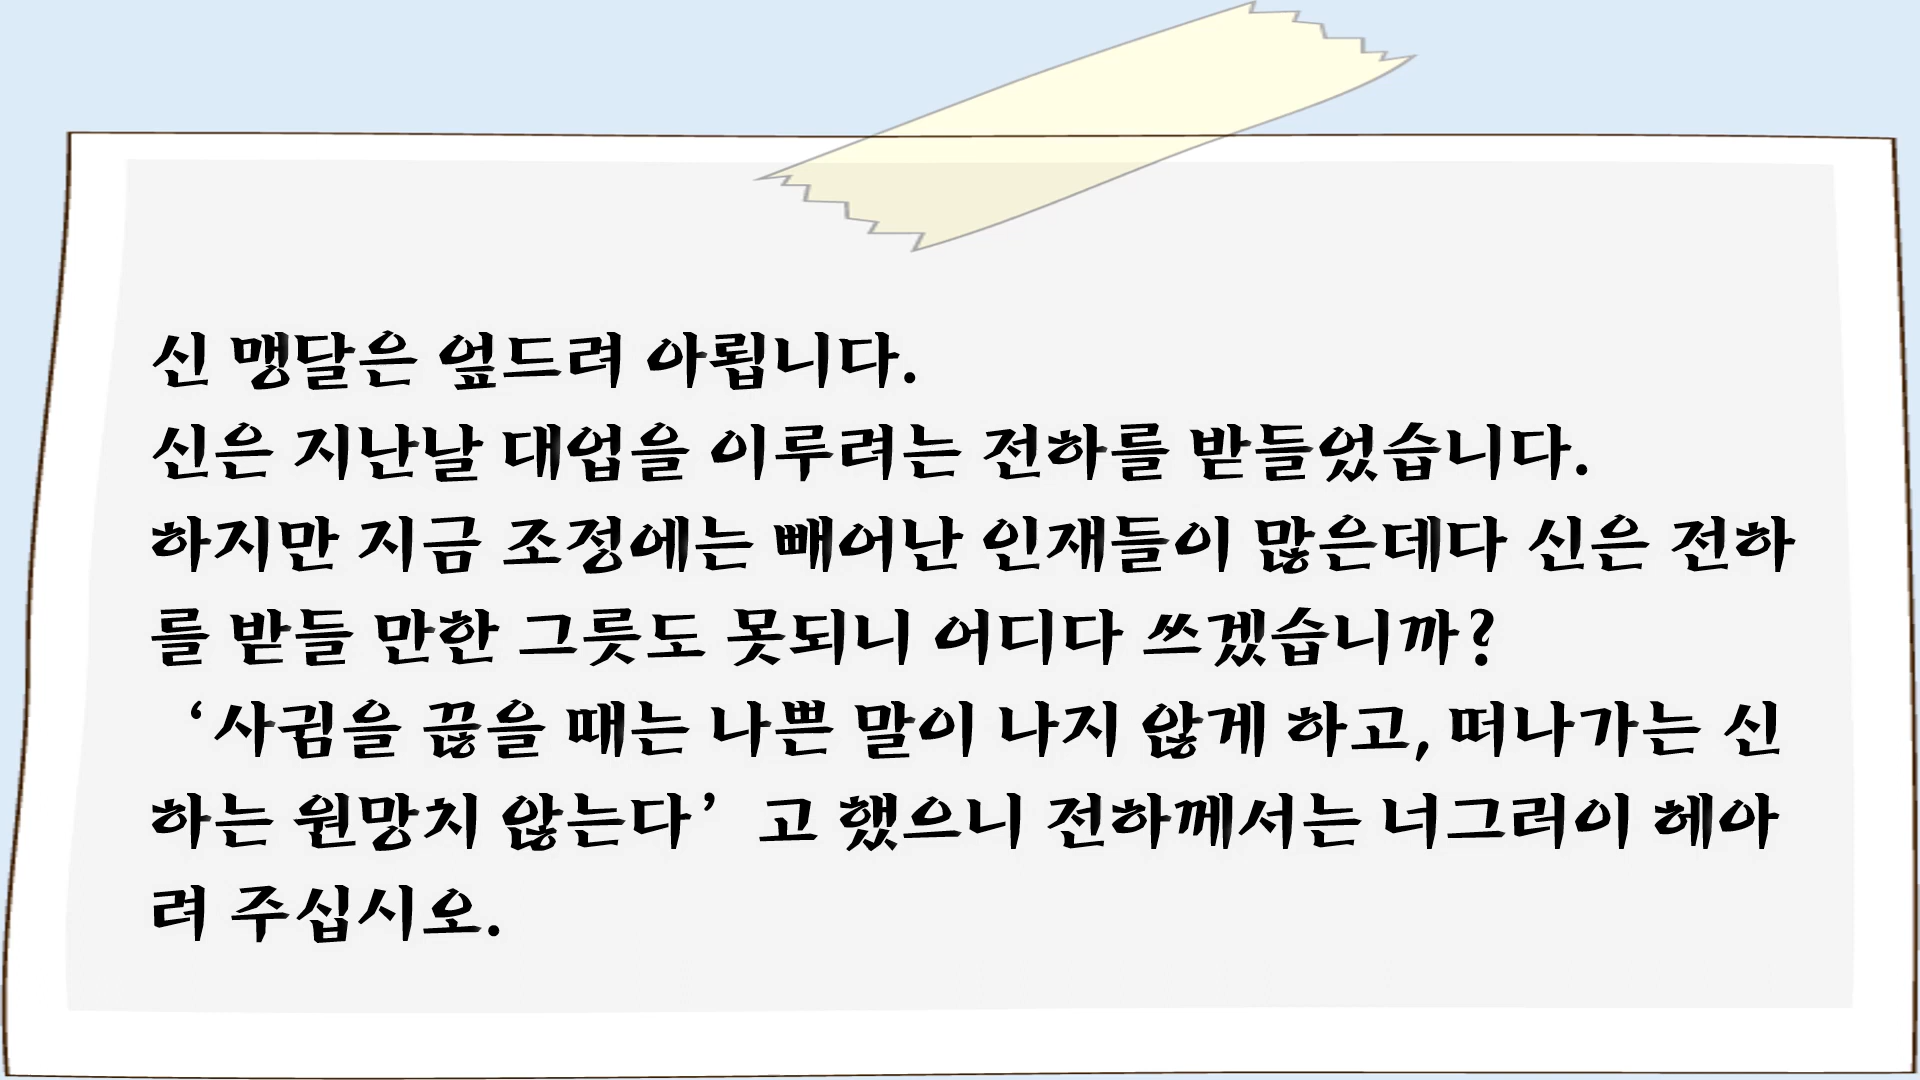 신 맹달은 엎드려 아룁니다.
신은 지난날 대업을 이루려는 전하를 받들었습니다.
하지만 지금 조정에는 빼어난 인재들이 많은데다 신은 전하
를 받들 만한 그릇도 못되니 어디다 쓰겠습니까?
‘사귐을 끊을 때는 나쁜 말이 나지 않게 하고, 떠나가는 신
하는 원망치 않는다’ 고 했으니 전하께서는 너그러이 헤아
려 주십시오.